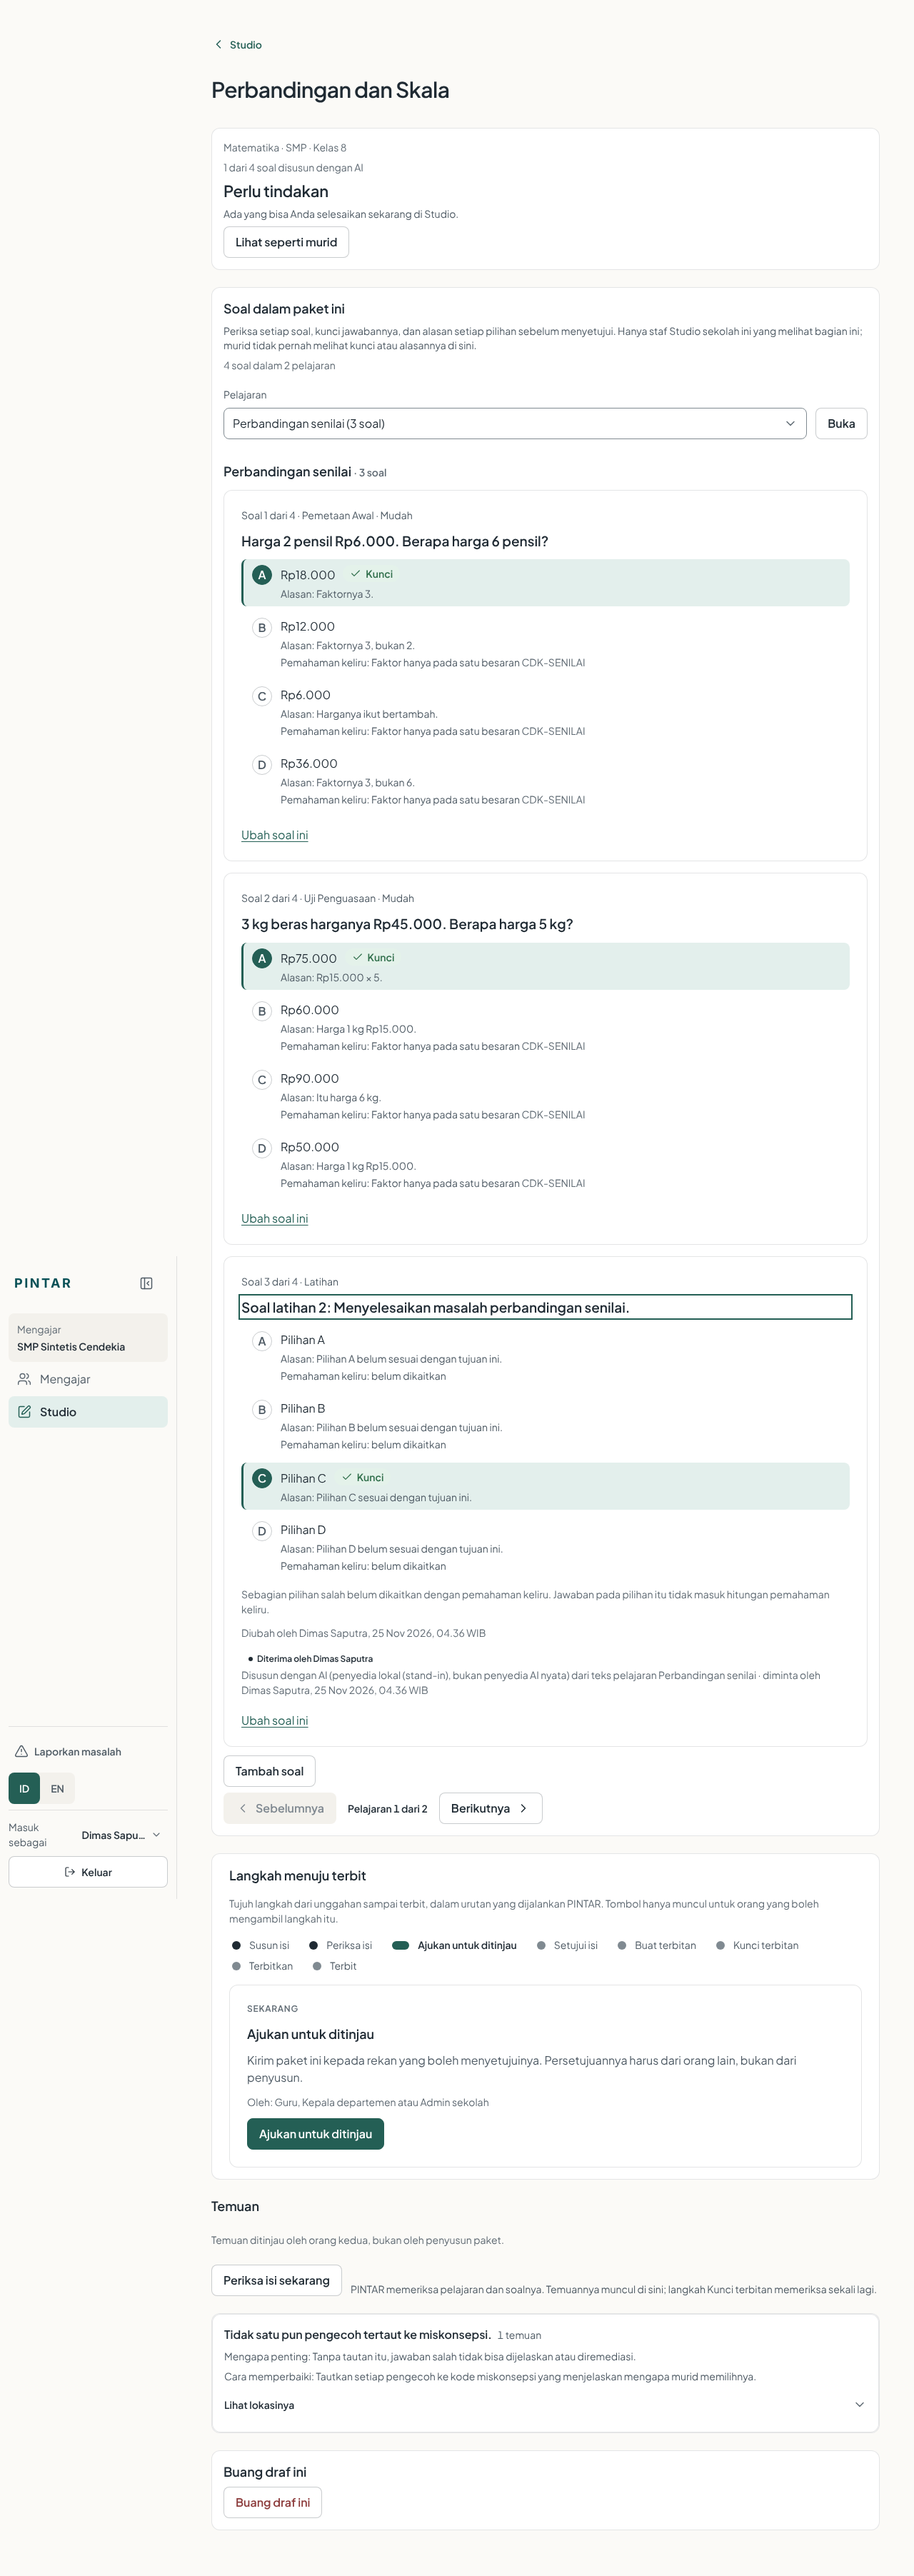 Studio
Perbandingan dan Skala
Matematika · SMP · Kelas 8
1 dari 4 soal disusun dengan AI
Perlu tindakan
Ada yang bisa Anda selesaikan sekarang di Studio.
Lihat seperti murid
Soal dalam paket ini
Periksa setiap soal, kunci jawabannya, dan alasan setiap pilihan sebelum menyetujui. Hanya staf Studio sekolah ini yang melihat bagian ini;
murid tidak pernah melihat kunci atau alasannya di sini.
4 soal dalam 2 pelajaran
Pelajaran
Perbandingan senilai (3 soal)
Buka
Perbandingan senilai · 3 soal
Soal 1 dari 4 · Pemetaan Awal · Mudah
Harga 2 pensil Rp6.000. Berapa harga 6 pensil?
A Rp18.000 Kunci
Alasan: Faktornya 3.
B Rp12.000
Alasan: Faktornya 3, bukan 2.
Pemahaman keliru: Faktor hanya pada satu besaran CDK-SENILAI
C Rp6.000
Alasan: Harganya ikut bertambah.
Pemahaman keliru: Faktor hanya pada satu besaran CDK-SENILAI
D Rp36.000
Alasan: Faktornya 3, bukan 6.
Pemahaman keliru: Faktor hanya pada satu besaran CDK-SENILAI
Ubah soal ini
Soal 2 dari 4 · Uji Penguasaan · Mudah
3 kg beras harganya Rp45.000. Berapa harga 5 kg?
A Rp75.000 Kunci
Alasan: Rp15.000 × 5.
B Rp60.000
Alasan: Harga 1 kg Rp15.000.
Pemahaman keliru: Faktor hanya pada satu besaran CDK-SENILAI
C Rp90.000
Alasan: Itu harga 6 kg.
Pemahaman keliru: Faktor hanya pada satu besaran CDK-SENILAI
D Rp50.000
Alasan: Harga 1 kg Rp15.000.
Pemahaman keliru: Faktor hanya pada satu besaran CDK-SENILAI
Ubah soal ini
PINTAR
Mengajar
SMP Sintetis Cendekia
Mengajar
Studio
Laporkan masalah
ID EN
Masuk
sebagai
Dimas Sapu...
Keluar
Soal 3 dari 4 · Latihan
Soal latihan 2: Menyelesaikan masalah perbandingan senilai.
A Pilihan A
Alasan: Pilihan A belum sesuai dengan tujuan ini.
Pemahaman keliru: belum dikaitkan
B Pilihan B
Alasan: Pilihan B belum sesuai dengan tujuan ini.
Pemahaman keliru: belum dikaitkan
C Pilihan C Kunci
Alasan: Pilihan C sesuai dengan tujuan ini.
D Pilihan D
Alasan: Pilihan D belum sesuai dengan tujuan ini.
Pemahaman keliru: belum dikaitkan
Sebagian pilihan salah belum dikaitkan dengan pemahaman keliru. Jawaban pada pilihan itu tidak masuk hitungan pemahaman
keliru.
Diubah oleh Dimas Saputra, 25 Nov 2026, 04.36 WIB
Diterima oleh Dimas Saputra
Disusun dengan AI (penyedia lokal (stand-in), bukan penyedia AI nyata) dari teks pelajaran Perbandingan senilai · diminta oleh
Dimas Saputra, 25 Nov 2026, 04.36 WIB
Ubah soal ini
Tambah soal
Sebelumnya
Pelajaran 1 dari 2
Berikutnya
Langkah menuju terbit
Tujuh langkah dari unggahan sampai terbit, dalam urutan yang dijalankan PINTAR. Tombol hanya muncul untuk orang yang boleh
mengambil langkah itu.
Susun isi Periksa isi Ajukan untuk ditinjau Setujui isi Buat terbitan Kunci terbitan
Terbitkan Terbit
SEKARANG
Ajukan untuk ditinjau
Kirim paket ini kepada rekan yang boleh menyetujuinya. Persetujuannya harus dari orang lain, bukan dari
penyusun.
Oleh: Guru, Kepala departemen atau Admin sekolah
Ajukan untuk ditinjau
Temuan
Temuan ditinjau oleh orang kedua, bukan oleh penyusun paket.
Periksa isi sekarang
PINTAR memeriksa pelajaran dan soalnya. Temuannya muncul di sini; langkah Kunci terbitan memeriksa sekali lagi.
Tidak satu pun pengecoh tertaut ke miskonsepsi. 1 temuan
Mengapa penting: Tanpa tautan itu, jawaban salah tidak bisa dijelaskan atau diremediasi.
Cara memperbaiki: Tautkan setiap pengecoh ke kode miskonsepsi yang menjelaskan mengapa murid memilihnya.
Lihat lokasinya
Buang draf ini
Buang draf ini